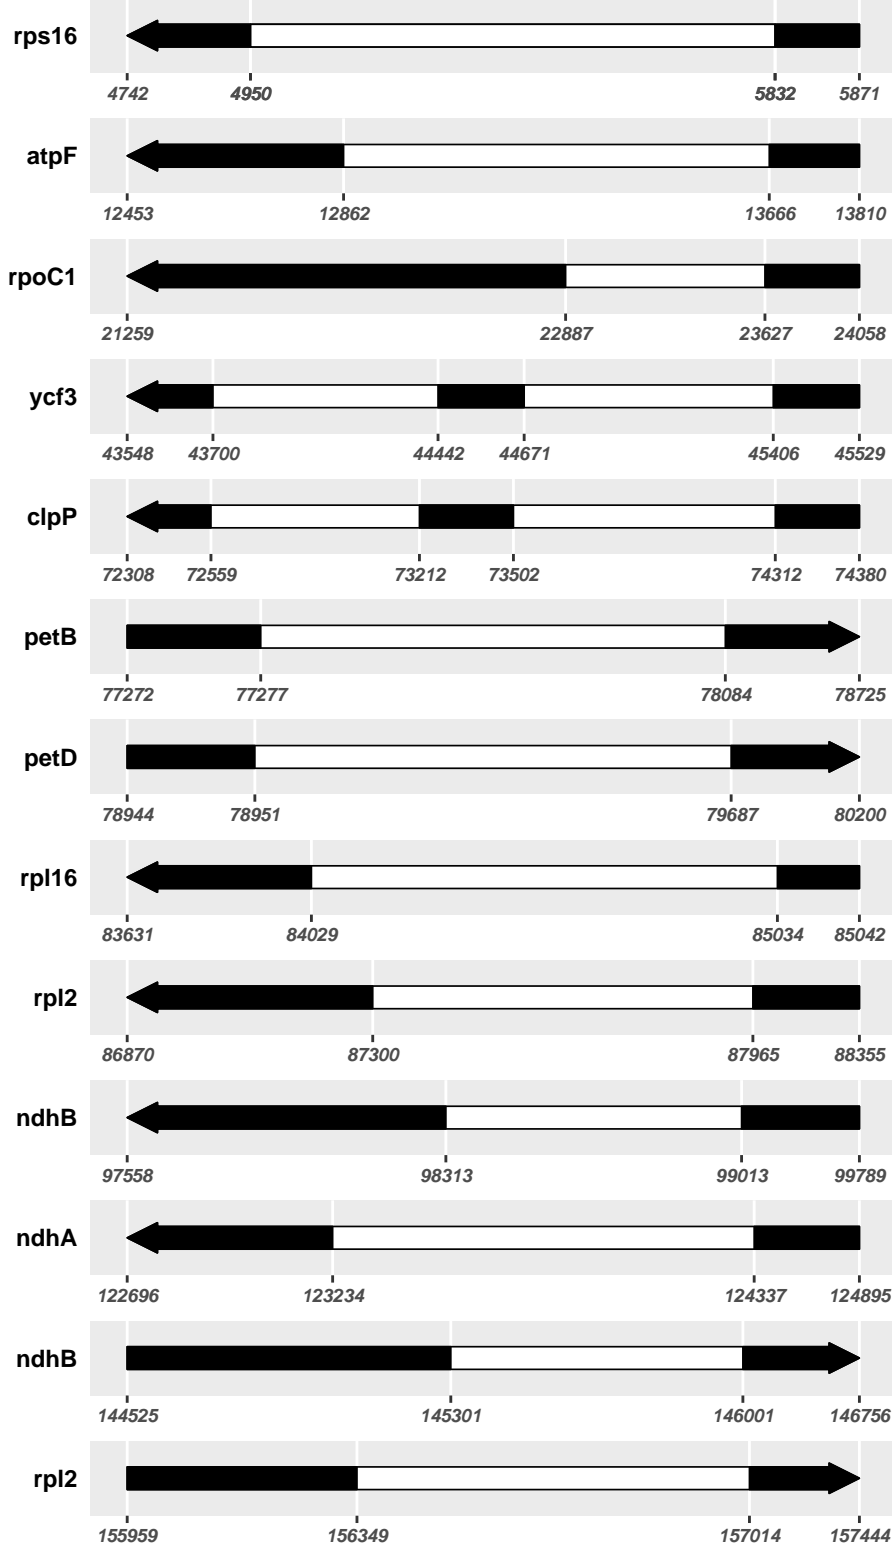 rps16
4742 4950 5832 5871
atpF
12453 12862 13666 13810
rpoC1
21259 22887 23627 24058
ycf3
43548 43700 44442 44671 45406 45529
clpP
72308 72559 73212 73502 74312 74380
petB
77272 77277 78084 78725
petD
78944 78951 79687 80200
rpl16
83631 84029 85034 85042
rpl2
86870 87300 87965 88355
ndhB
97558 98313 99013 99789
ndhA
122696 123234 124337 124895
ndhB
144525 145301 146001 146756
rpl2
155959 156349 157014 157444